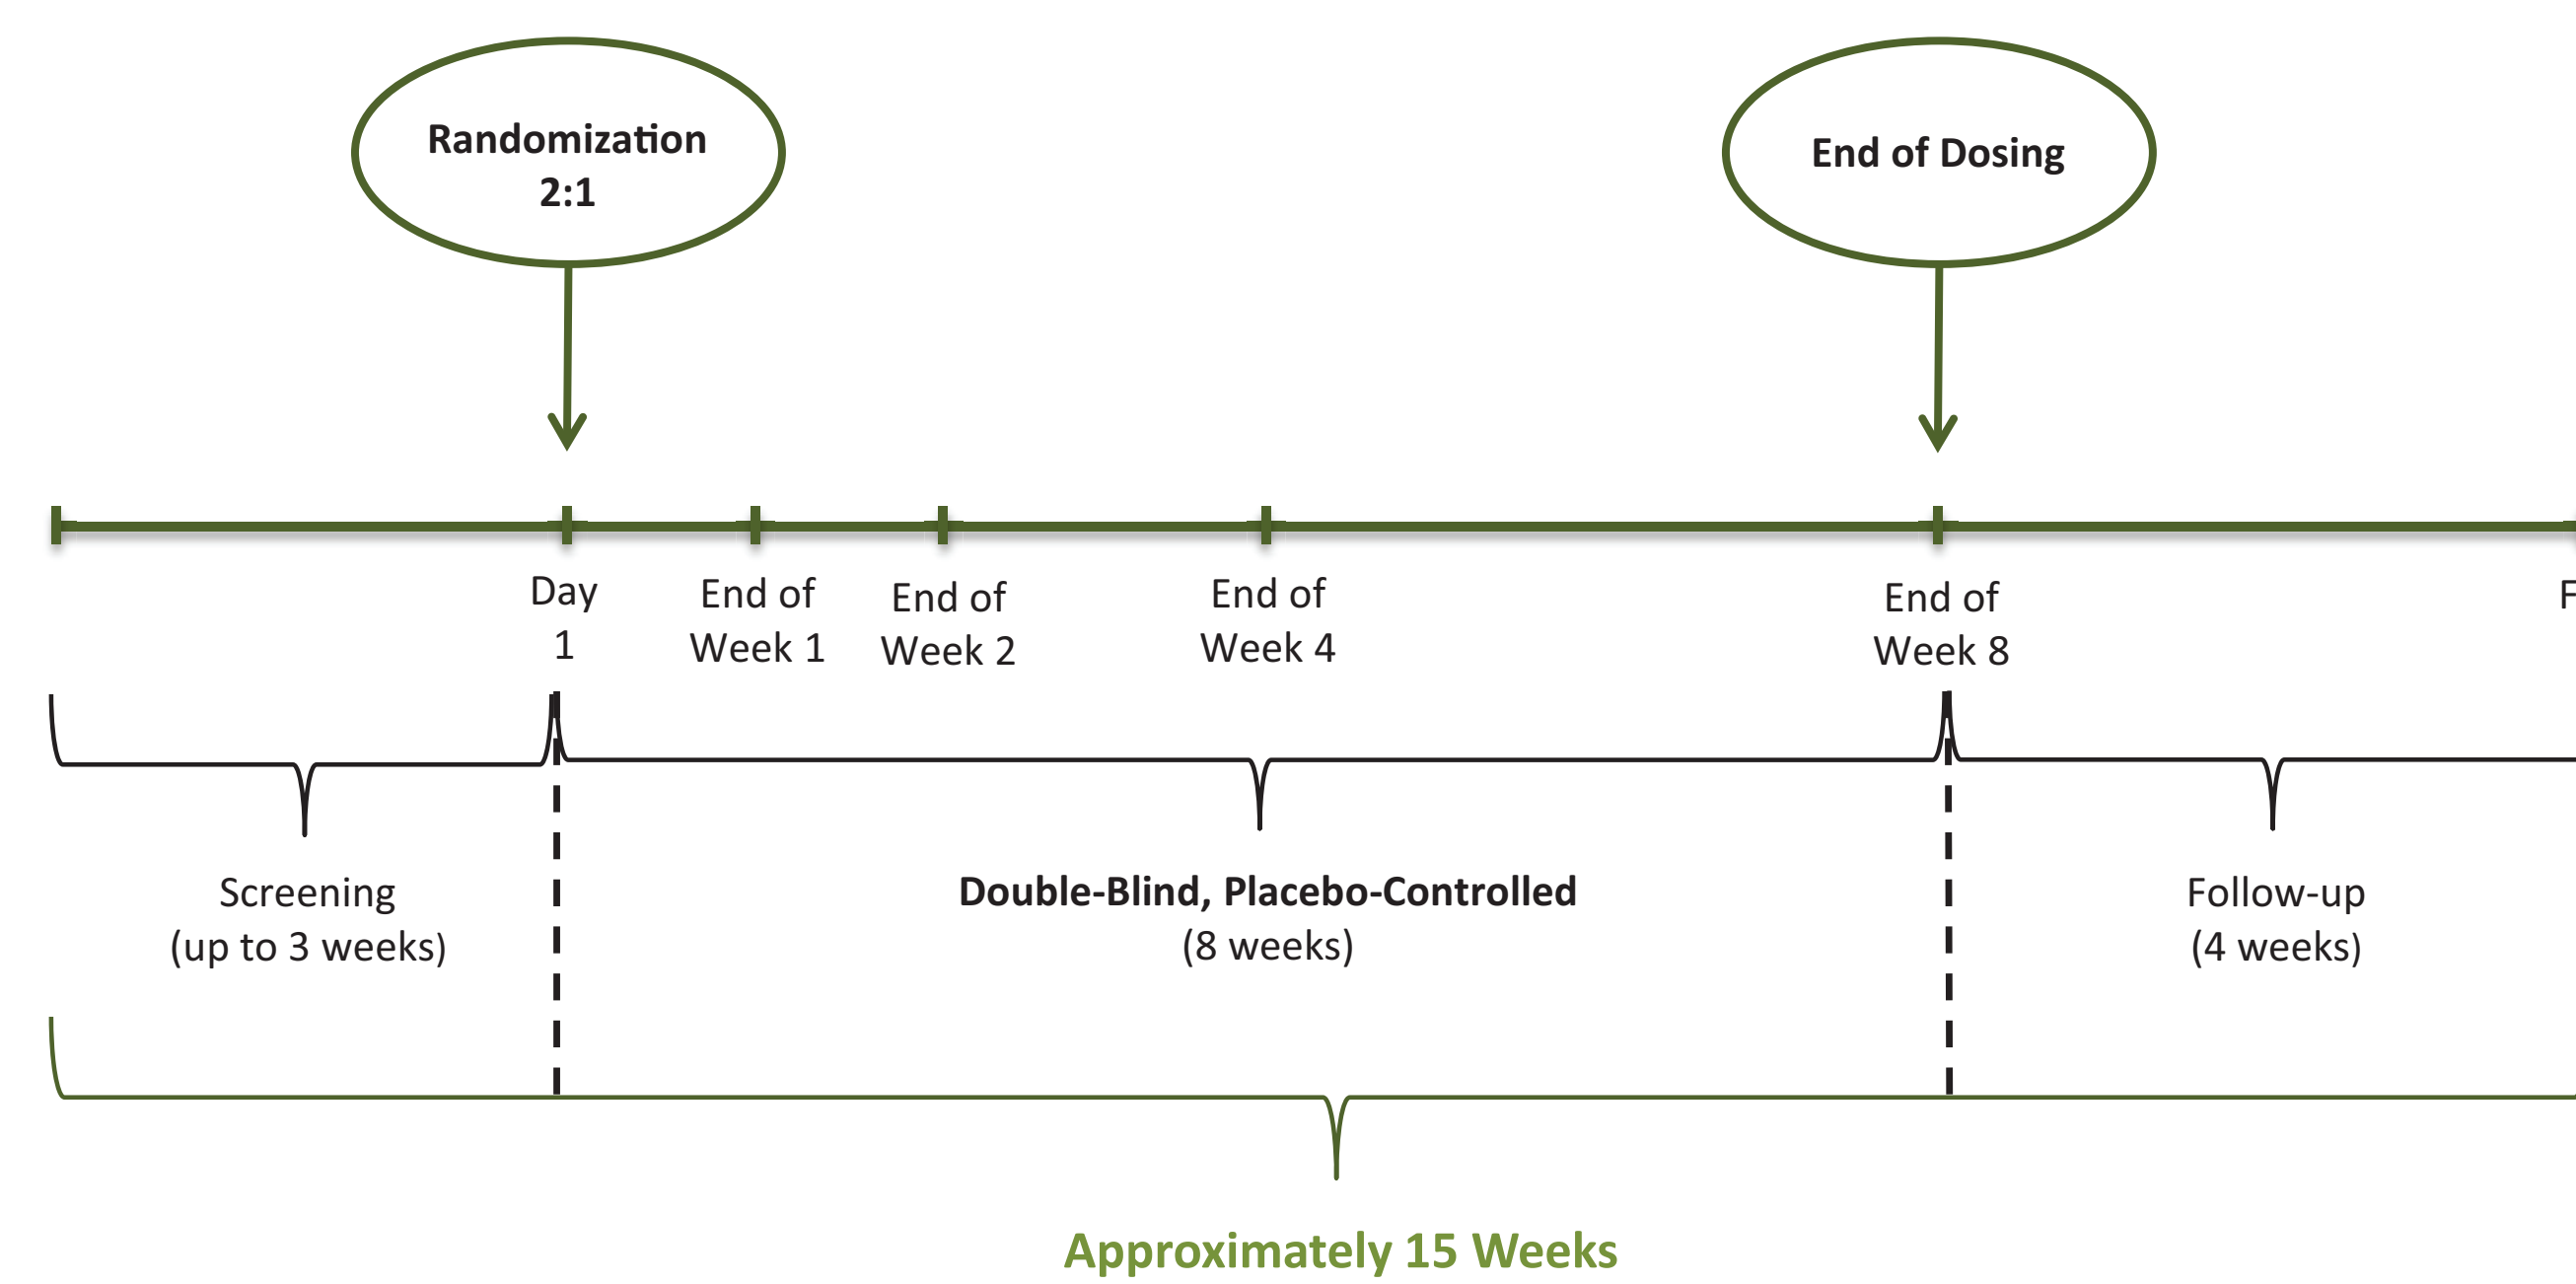 Randomization
2:1
End of Dosing
Day
1
End of
Week 1
End of
Week 2
End of
Week 4
End of
Week 8
Screening
(up to 3 weeks)
Double-Blind, Placebo-Controlled
(8 weeks)
Follow-up
(4 weeks)
Approximately 15 Weeks